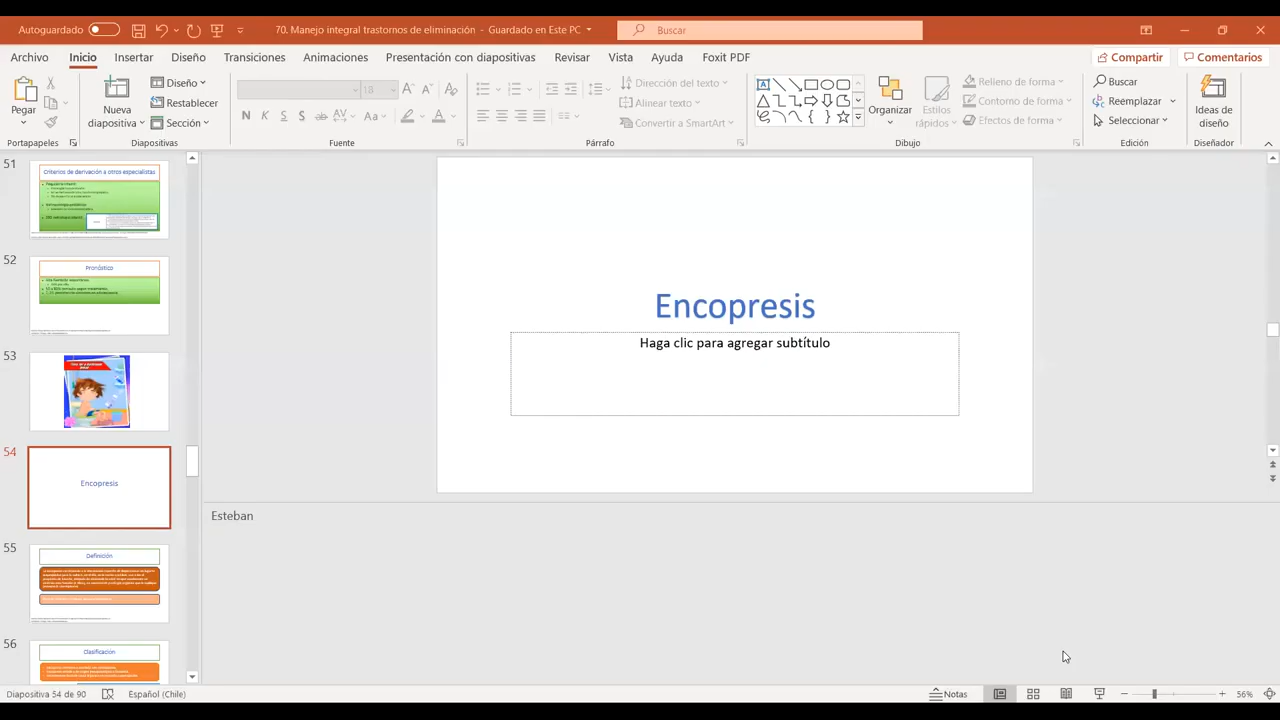 Autoguardado
70. Manejo integral trastornos de eliminación - Guardado en Este PC
Buscar
Archivo
Inicio
Insertar
Diseño
Transiciones
Animaciones
Presentación con diapositivas
Revisar
Vista
Ayuda
Foxit PDF
Compartir
Comentarios
Pegar
Nueva diapositiva
Diseño
Restablecer
Sección
18
N
S
S
ab
AV
Aa
A
Dirección del texto
Alinear texto
Convertir a SmartArt
Organizar
Estilos rápidos
Relleno de forma
Contorno de forma
Efectos de forma
Buscar
Reemplazar
Seleccionar
Ideas de diseño
Portapapeles
Diapositivas
Fuente
Párrafo
Dibujo
Edición
Diseñador
51
Criterios de derivación a otros especialistas
52
Pronóstico
53
54
Encopresis
55
Definición
56
Clasificación
Encopresis
Haga clic para agregar subtítulo
Esteban
Diapositiva 54 de 90
Español (Chile)
Notas
56%